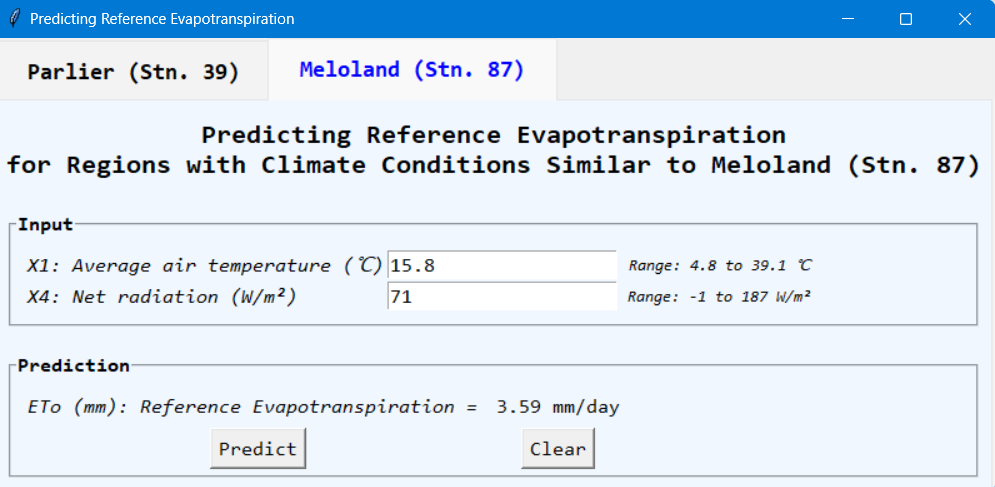 Predicting Reference Evapotranspiration
Parlier (Stn. 39) Meloland (Stn. 87)
Predicting Reference Evapotranspiration
for Regions with Climate Conditions Similar to Meloland (Stn. 87)
Input
X1: Average air temperature (℃) 15.8 Range: 4.8 to 39.1 ℃
X4: Net radiation (W/m²) 71 Range: -1 to 187 W/m²
Prediction
ETo (mm): Reference Evapotranspiration = 3.59 mm/day
Predict Clear